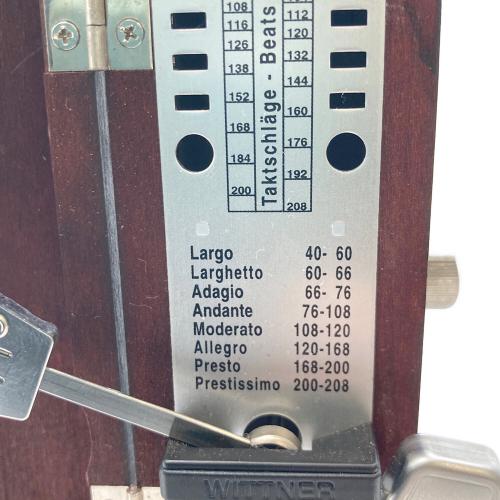 108
116
126
138
152
168
184
200
Taktschläge - Beats
112
120
132
144
160
176
192
208
Largo 40- 60
Larghetto 60- 66
Adagio 66- 76
Andante 76-108
Moderato 108-120
Allegro 120-168
Presto 168-200
Prestissimo 200-208
WITTNER